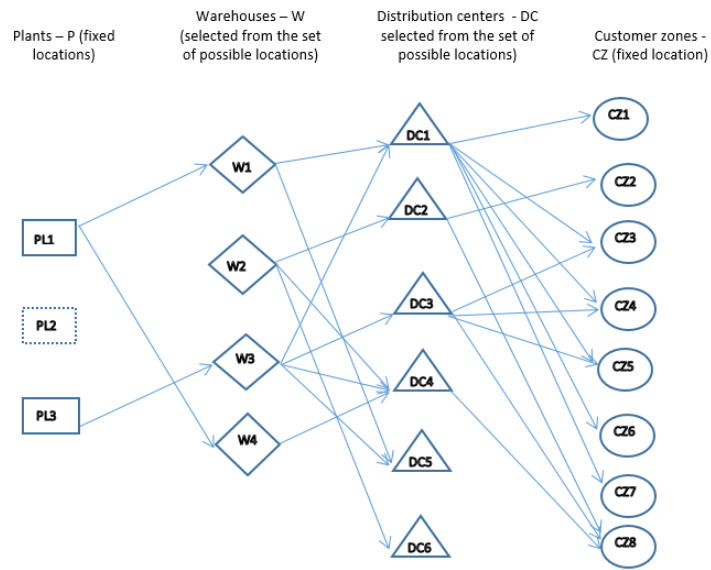 Plants – P (fixed
locations)
Warehouses – W
(selected from the set
of possible locations)
Distribution centers  - DC
selected from the set of
possible locations)
Customer zones -
CZ (fixed location)
PL1
PL2
PL3
W1
W2
W3
W4
DC1
DC2
DC3
DC4
DC5
DC6
CZ1
CZ2
CZ3
CZ4
CZ5
CZ6
CZ7
CZ8